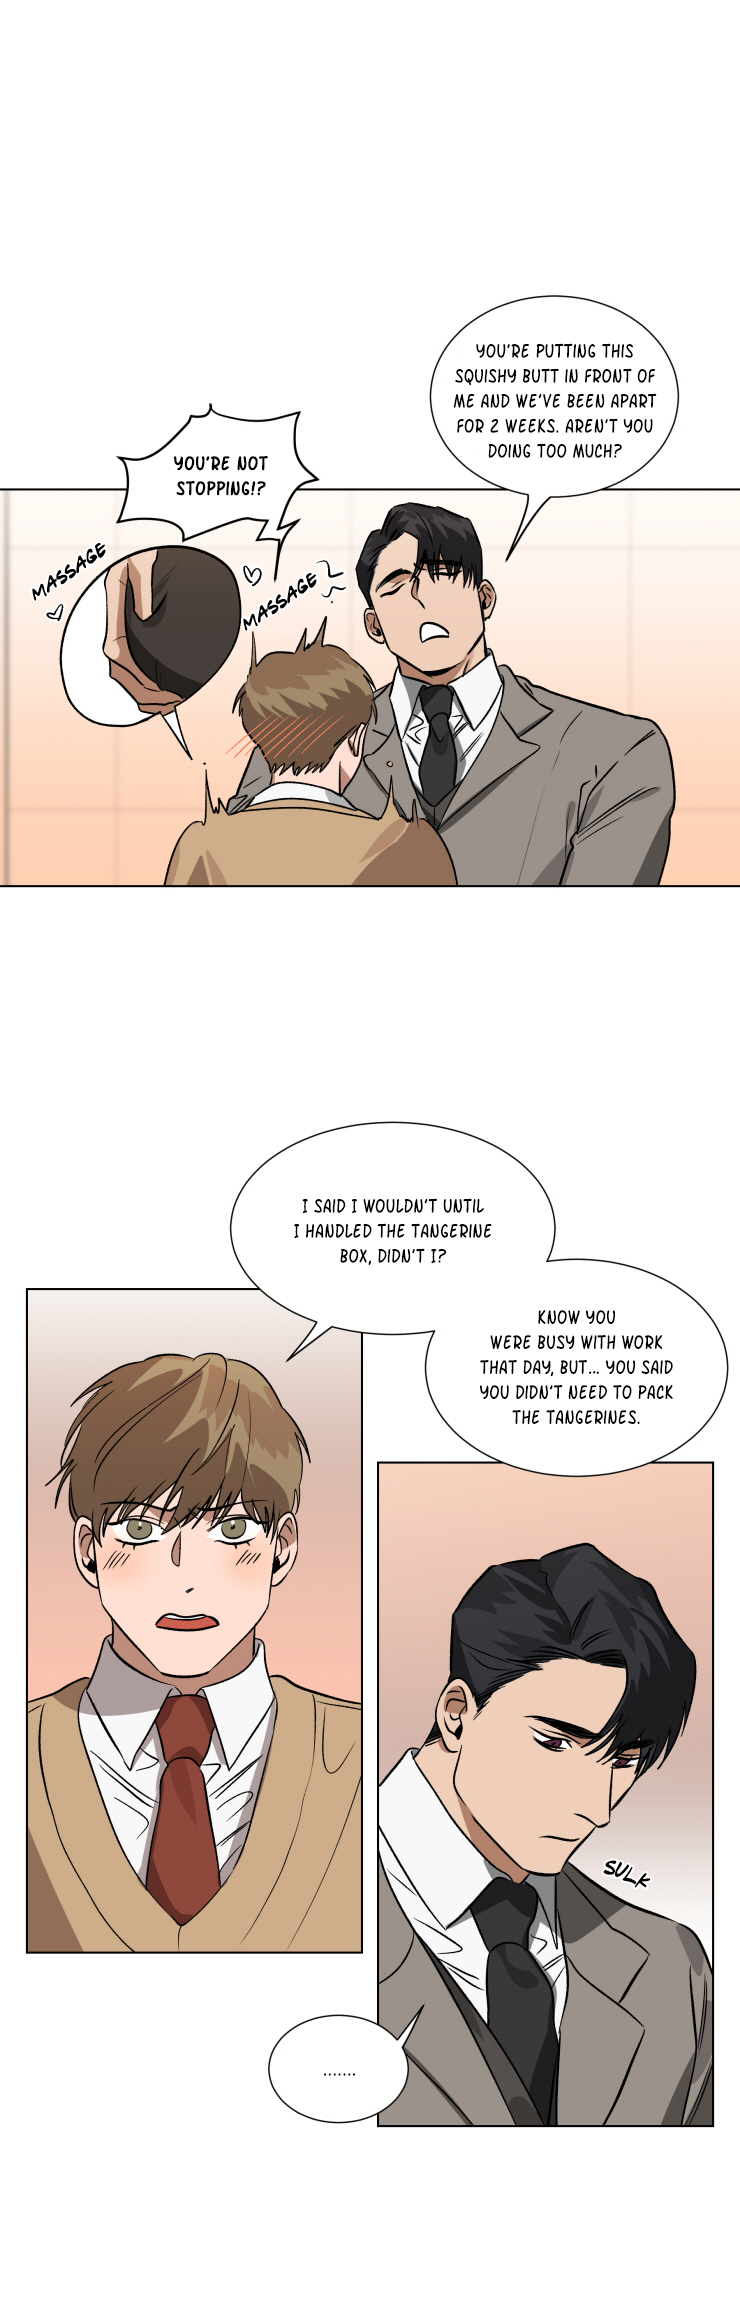 YOU'RE PUTTING THIS
SQUISHY BUTT IN FRONT OF
ME AND WE'VE BEEN APART
FOR 2 WEEKS. AREN'T YOU
DOING TOO MUCH?
YOU'RE NOT
STOPPING!?
MASSAGE
MASSAGE
I SAID I WOULDN'T UNTIL
I HANDLED THE TANGERINE
BOX, DIDN'T I?
KNOW YOU
WERE BUSY WITH WORK
THAT DAY, BUT... YOU SAID
YOU DIDN'T NEED TO PACK
THE TANGERINES.
SULK
.......